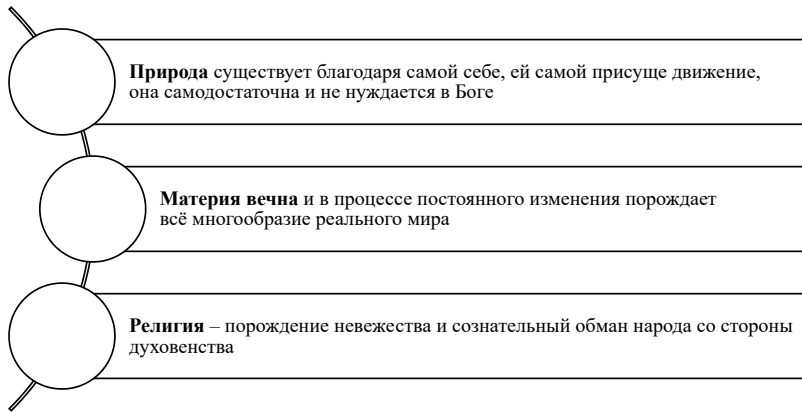 Природа существует благодаря самой себе, ей самой присуще движение,
она самодостаточна и не нуждается в Боге
Материя вечна и в процессе постоянного изменения порождает
всё многообразие реального мира
Религия – порождение невежества и сознательный обман народа со стороны
духовенства